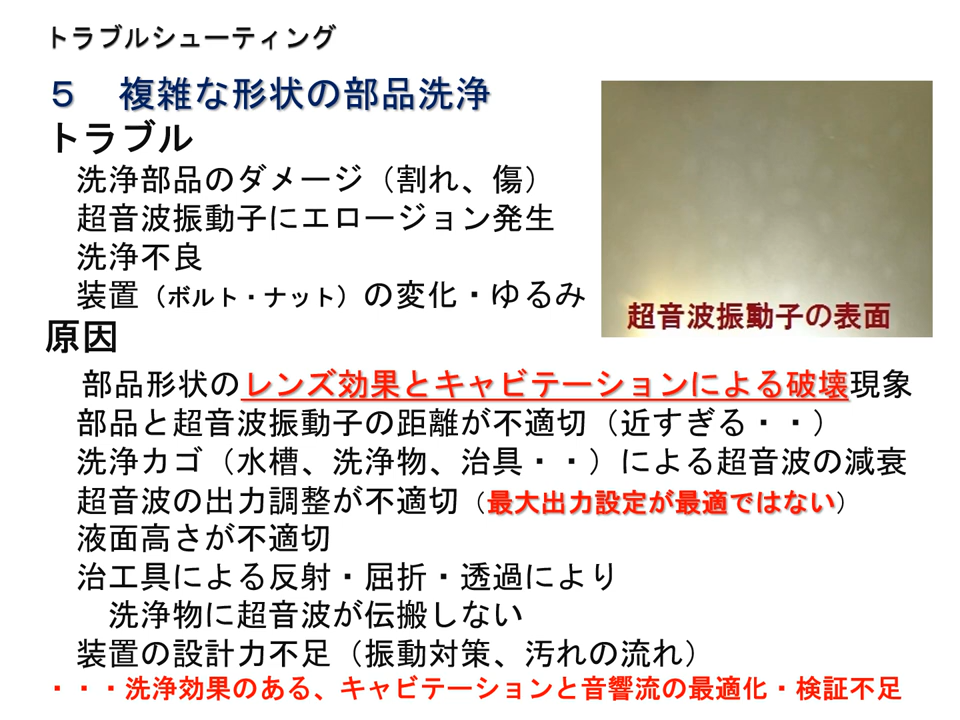 トラブルシューティング
５　複雑な形状の部品洗浄
トラブル
洗浄部品のダメージ（割れ、傷）
超音波振動子にエロージョン発生
洗浄不良
装置（ボルト・ナット）の変化・ゆるみ
超音波振動子の表面
原因
部品形状のレンズ効果とキャビテーションによる破壊現象
部品と超音波振動子の距離が不適切（近すぎる・・）
洗浄カゴ（水槽、洗浄物、治具・・）による超音波の減衰
超音波の出力調整が不適切（最大出力設定が最適ではない）
液面高さが不適切
治工具による反射・屈折・透過により
洗浄物に超音波が伝搬しない
装置の設計力不足（振動対策、汚れの流れ）
・・・洗浄効果のある、キャビテーションと音響流の最適化・検証不足